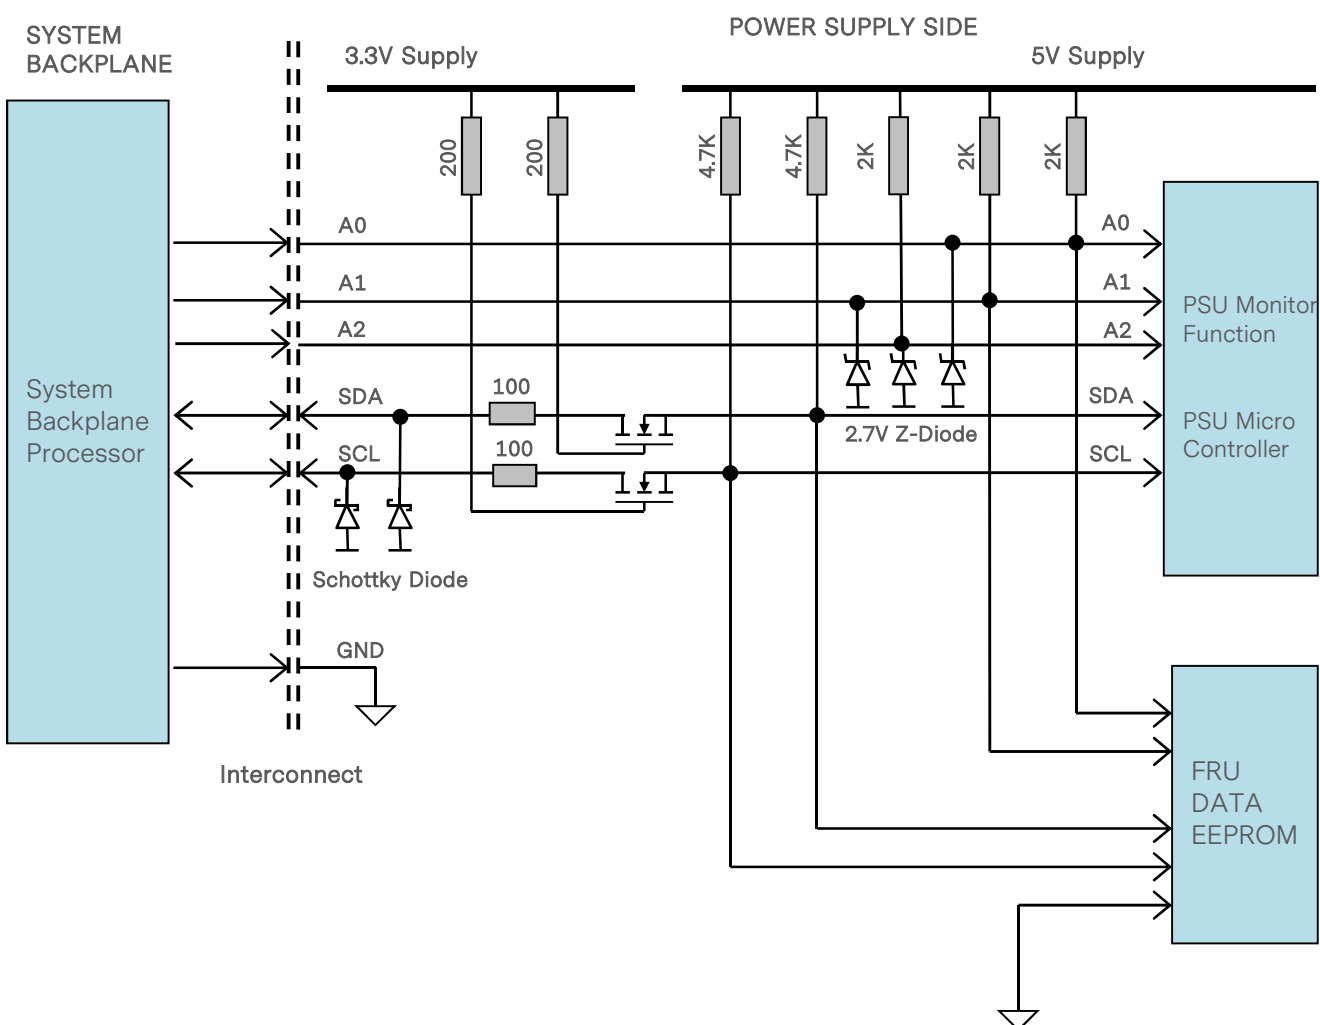 SYSTEM
BACKPLANE
POWER SUPPLY SIDE
3.3V Supply
5V Supply
200
200
4.7K
4.7K
2K
2K
2K
A0
A0
A1
A1
A2
A2
PSU Monitor
Function
System
Backplane
Processor
SDA
100
SDA
2.7V Z-Diode
PSU Micro
Controller
SCL
100
SCL
Schottky Diode
GND
Interconnect
FRU
DATA
EEPROM